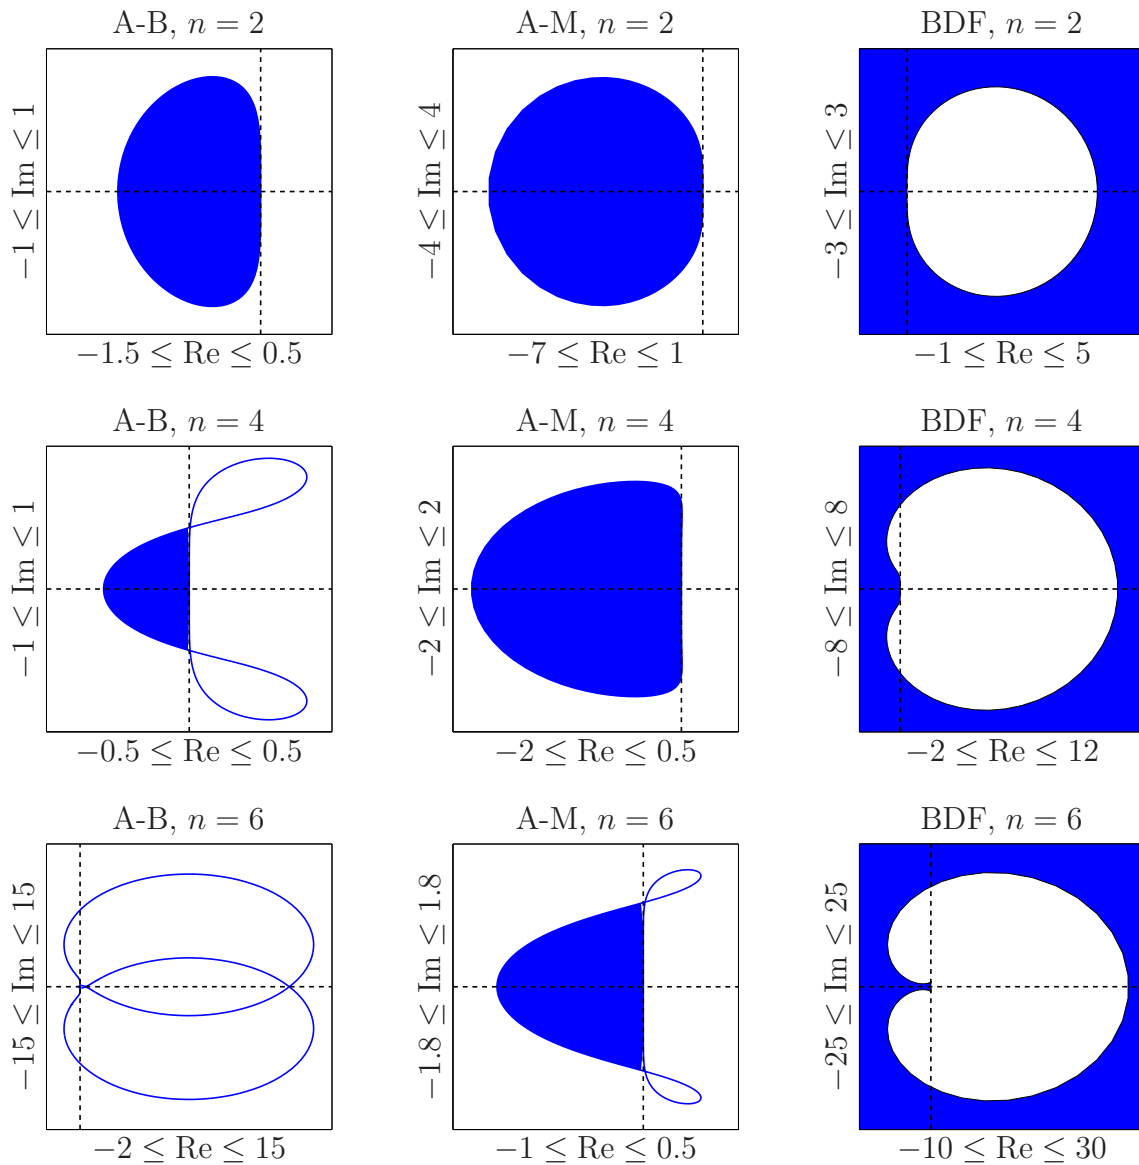 A-B, n = 2
−1 ≤ Im ≤ 1
−1.5 ≤ Re ≤ 0.5
A-M, n = 2
−4 ≤ Im ≤ 4
−7 ≤ Re ≤ 1
BDF, n = 2
−3 ≤ Im ≤ 3
−1 ≤ Re ≤ 5
A-B, n = 4
−1 ≤ Im ≤ 1
−0.5 ≤ Re ≤ 0.5
A-M, n = 4
−2 ≤ Im ≤ 2
−2 ≤ Re ≤ 0.5
BDF, n = 4
−8 ≤ Im ≤ 8
−2 ≤ Re ≤ 12
A-B, n = 6
−15 ≤ Im ≤ 15
−2 ≤ Re ≤ 15
A-M, n = 6
−1.8 ≤ Im ≤ 1.8
−1 ≤ Re ≤ 0.5
BDF, n = 6
−25 ≤ Im ≤ 25
−10 ≤ Re ≤ 30